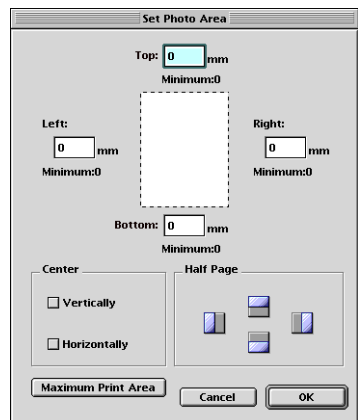 Set Photo Area
Top: 0 mm
Minimum:0
Left:
0 mm
Minimum:0
Right:
0 mm
Minimum:0
Bottom: 0 mm
Minimum:0
Center
Vertically
Horizontally
Half Page
Maximum Print Area
Cancel
OK